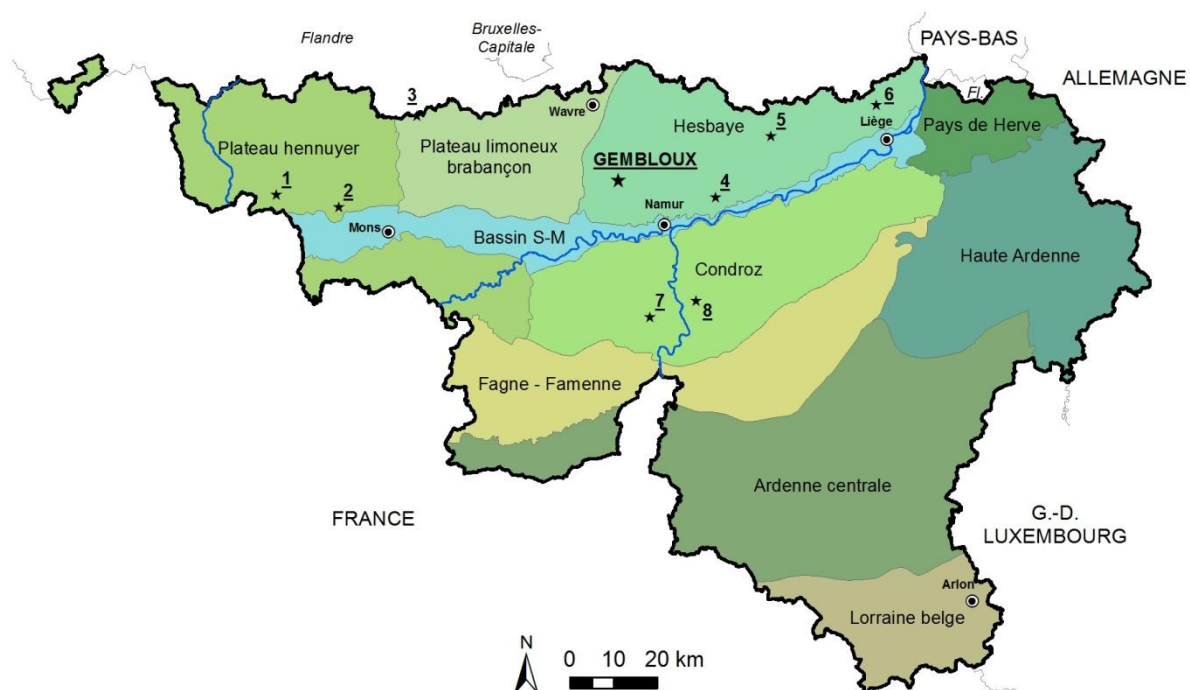 Flandre
Bruxelles-
Capitale
PAYS-BAS
ALLEMAGNE
Fl.
3
Wavre
6
Hesbaye
5
Liège
Pays de Herve
Plateau hennuyer
Plateau limoneux
brabançon
GEMBLOUX
1
2
4
Namur
Mons
Bassin S-M
Condroz
Haute Ardenne
7
8
Fagne - Famenne
Ardenne centrale
FRANCE
G.-D.
LUXEMBOURG
Arlon
Lorraine belge
N
0 10 20 km